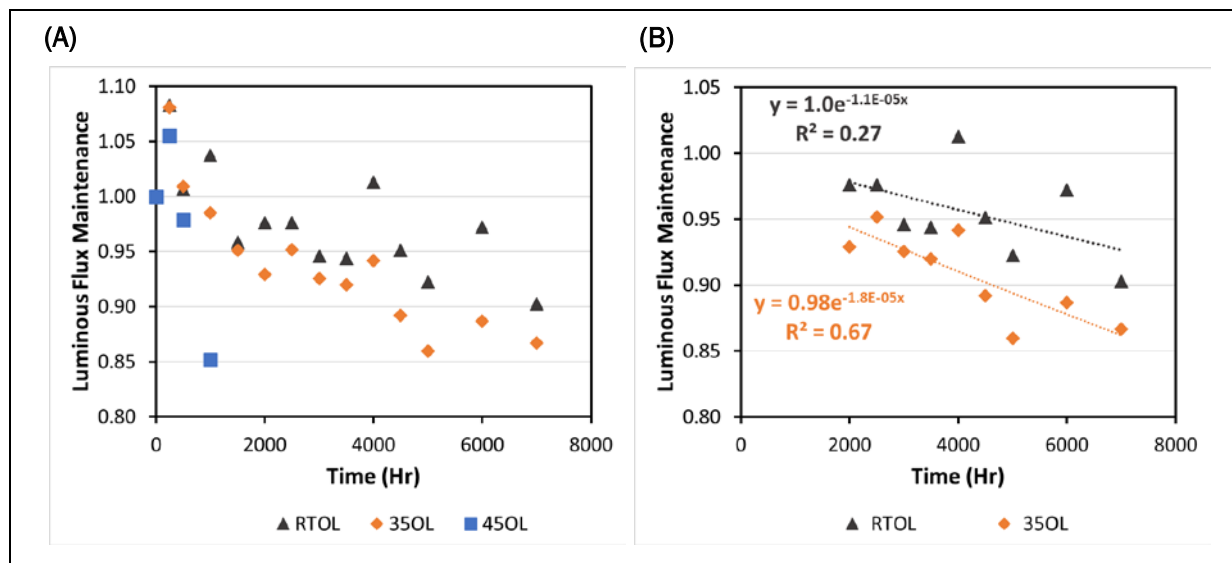 (A)
Luminous Flux Maintenance
1.10
1.05
1.00
0.95
0.90
0.85
0.80
0
2000
4000
6000
8000
Time (Hr)
RTOL
35OL
45OL
(B)
Luminous Flux Maintenance
1.05
1.00
0.95
0.90
0.85
0.80
y = 1.0e^-1.1E-05x
R² = 0.27
y = 0.98e^-1.8E-05x
R² = 0.67
0
2000
4000
6000
8000
Time (Hr)
RTOL
35OL